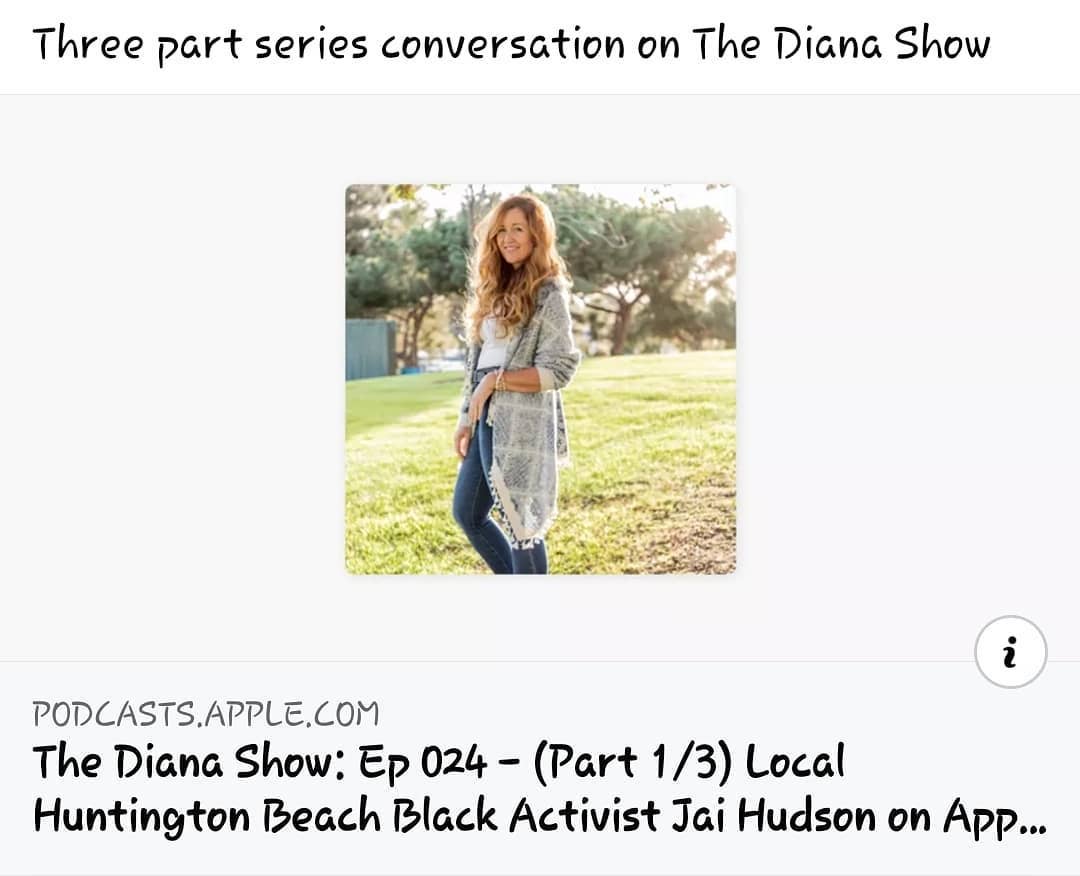 Three part series conversation on The Diana Show
i
PODCASTS.APPLE.COM
The Diana Show: Ep 024 – (Part 1/3) Local
Huntington Beach Black Activist Jai Hudson on App...